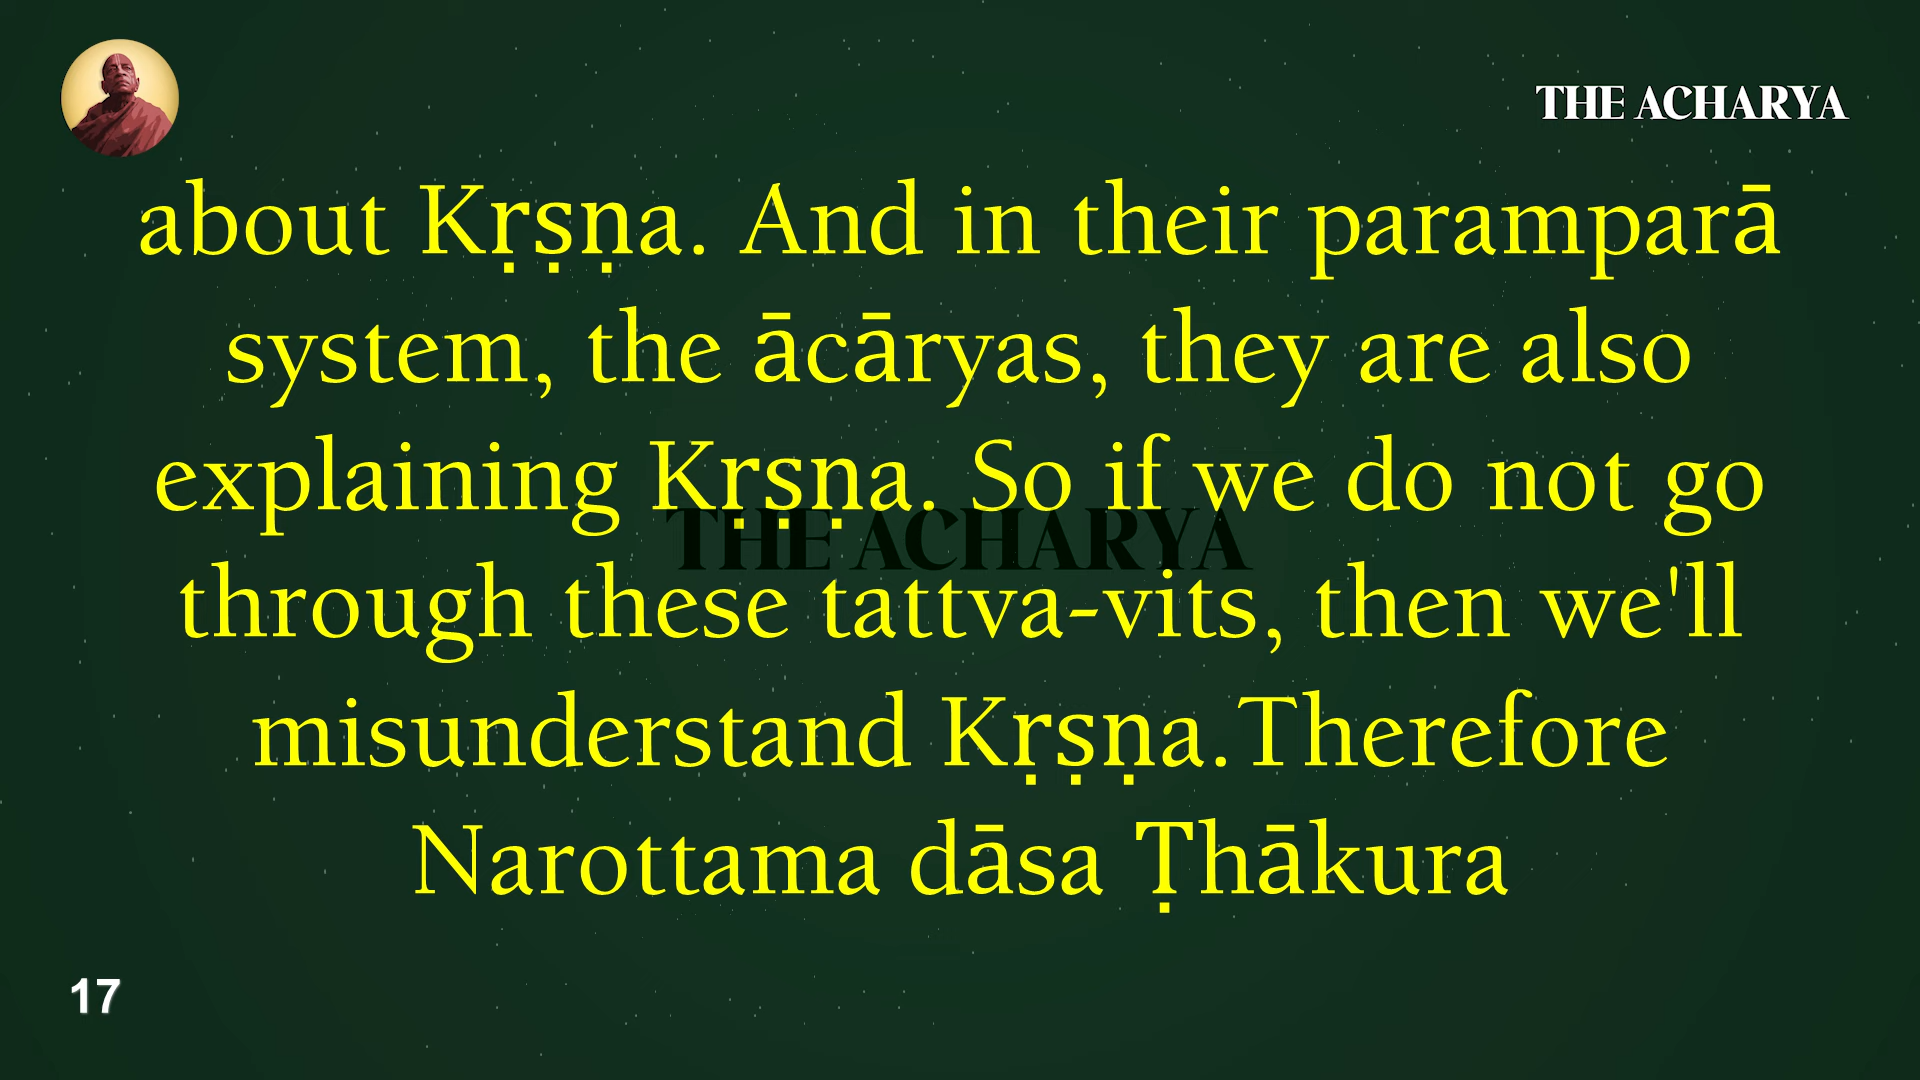 THE ACHARYA
about Kṛṣṇa. And in their paramparā
system, the ācāryas, they are also
explaining Kṛṣṇa. So if we do not go
THE ACHARYA
through these tattva-vits, then we'll
misunderstand Kṛṣṇa.Therefore
Narottama dāsa Ṭhākura
17